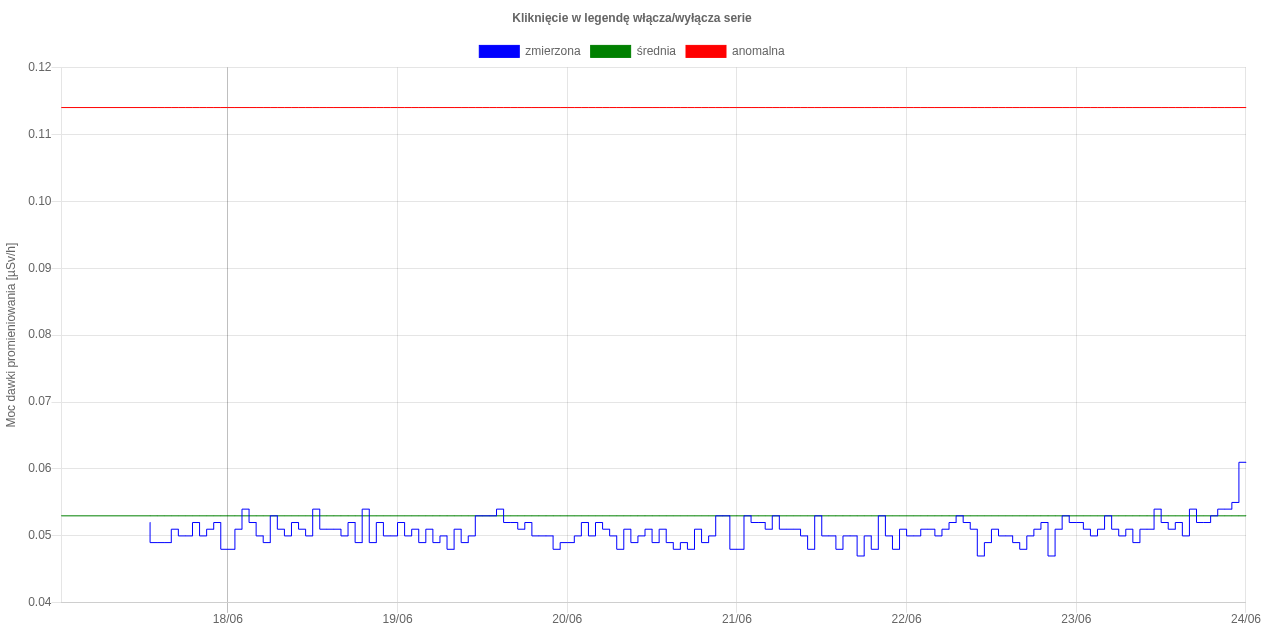 Kliknięcie w legendę włącza/wyłącza serie
zmierzona średnia anomalna
Moc dawki promieniowania [µSv/h]
0.12
0.11
0.10
0.09
0.08
0.07
0.06
0.05
0.04
18/06 19/06 20/06 21/06 22/06 23/06 24/06